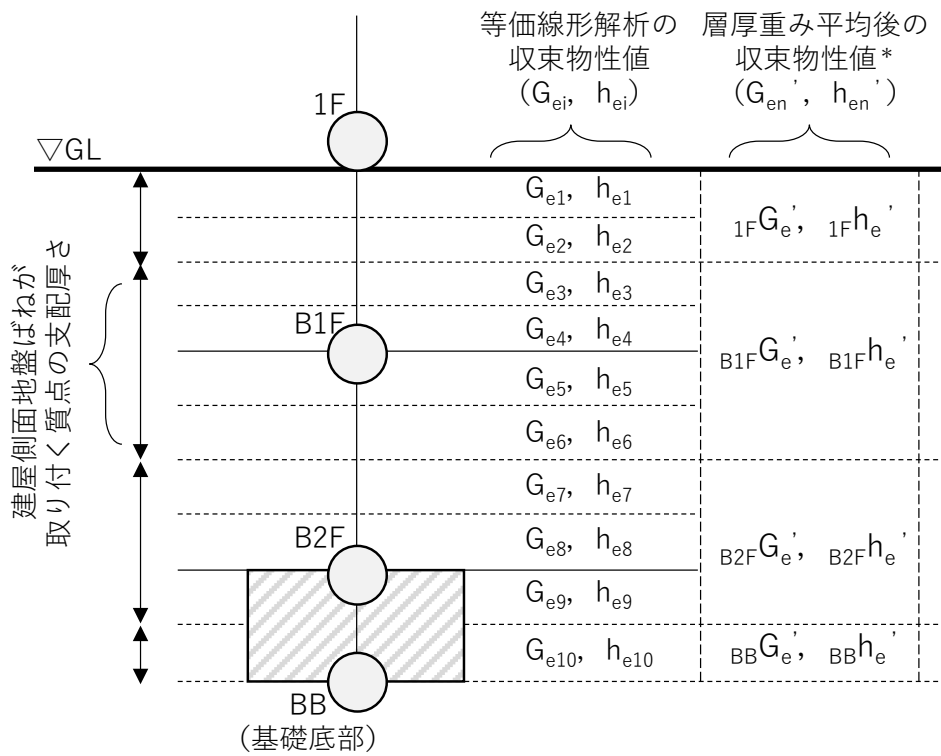 等価線形解析の
収束物性値
（Gei, hei）
層厚重み平均後の
収束物性値*
（Gen', hen'）
1F
▽GL
Ge1, he1
Ge2, he2
1FGe', 1Fhe'
Ge3, he3
B1F
Ge4, he4
B1FGe', B1Fhe'
Ge5, he5
Ge6, he6
建屋側面地盤ばねが
取り付く質点の支配厚さ
Ge7, he7
B2F
Ge8, he8
B2FGe', B2Fhe'
Ge9, he9
Ge10, he10
BBGe', BBhe'
BB
（基礎底部）